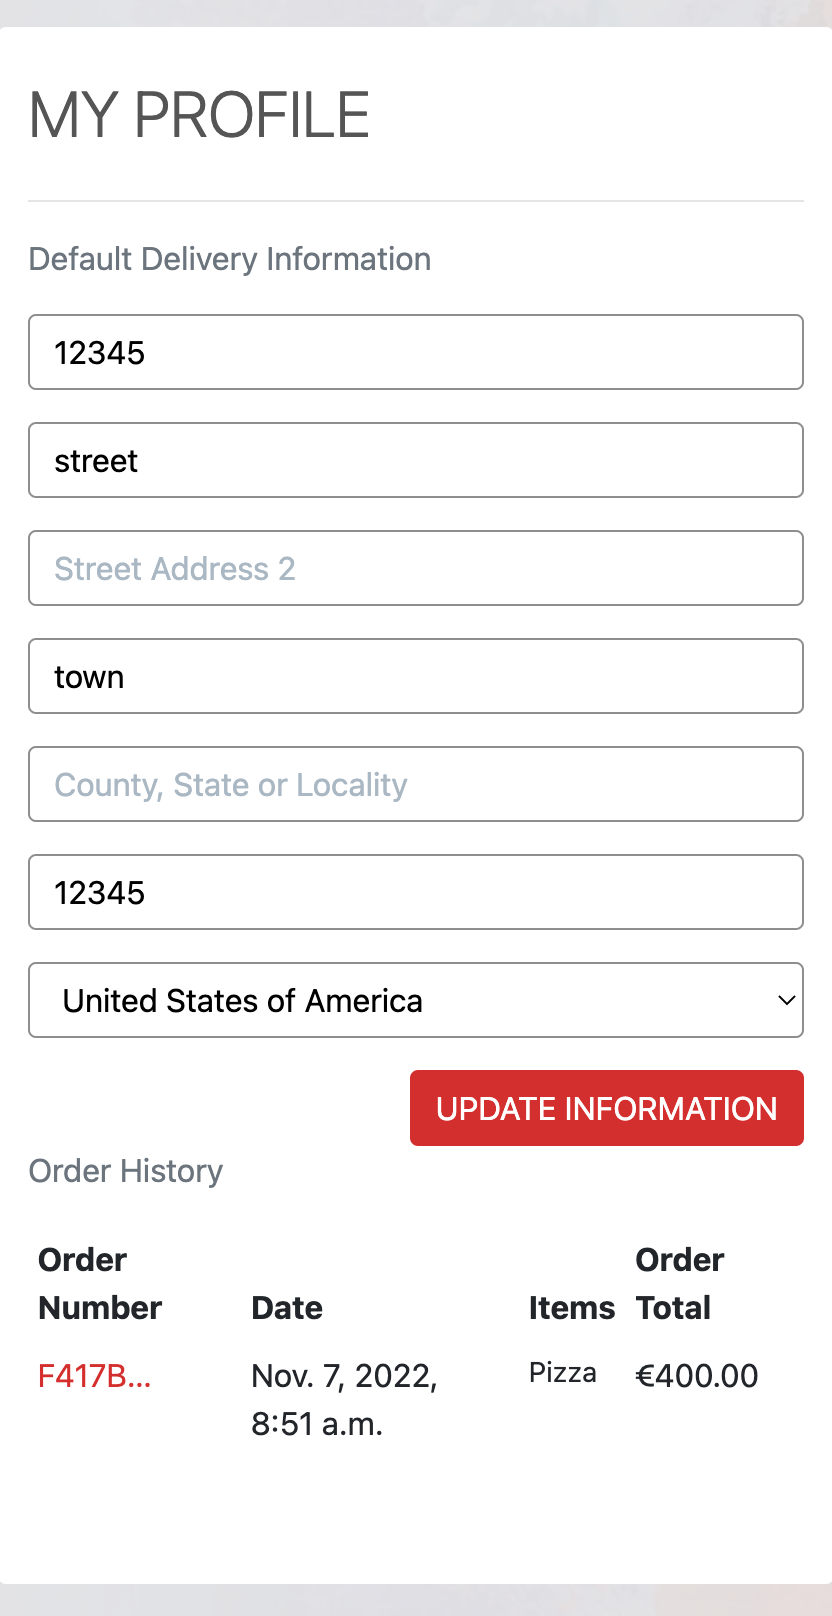 MY PROFILE
Default Delivery Information
12345
street
Street Address 2
town
County, State or Locality
12345
United States of America
UPDATE INFORMATION
Order History
Order Number Date Items Order Total
F417B... Nov. 7, 2022, 8:51 a.m. Pizza €400.00